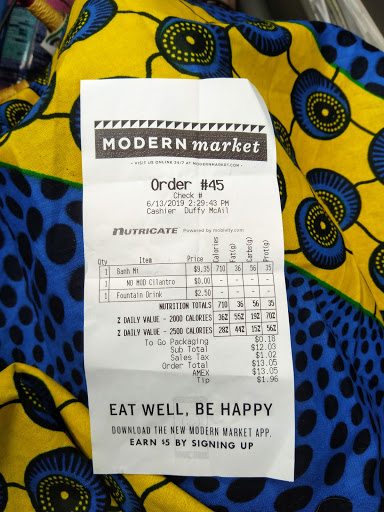 MODERN market
• VISIT US ONLINE 24/7 AT MODERNMARKET.COM •
Order #45
Check #
6/13/2019 2:29:43 PM
Cashier Duffy McAil
NUTRICATE Powered by mobivity.com
Qty Item Price Calories Fat(g) Carbs(g) Prot(g)
1 Banh Mi $9.35 710 36 56 35
1 NO MOD Cilantro $0.00 - - - -
1 Fountain Drink $2.50 - - - -
NUTRITION TOTALS 710 36 56 35
% DAILY VALUE - 2000 CALORIES 36% 55% 19% 70%
% DAILY VALUE - 2500 CALORIES 28% 44% 15% 56%
To Go Packaging $0.18
Sub Total $12.03
Sales Tax $1.02
Order Total $13.05
AMEX $13.05
Tip $1.96
EAT WELL, BE HAPPY
DOWNLOAD THE NEW MODERN MARKET APP.
EARN $5 BY SIGNING UP